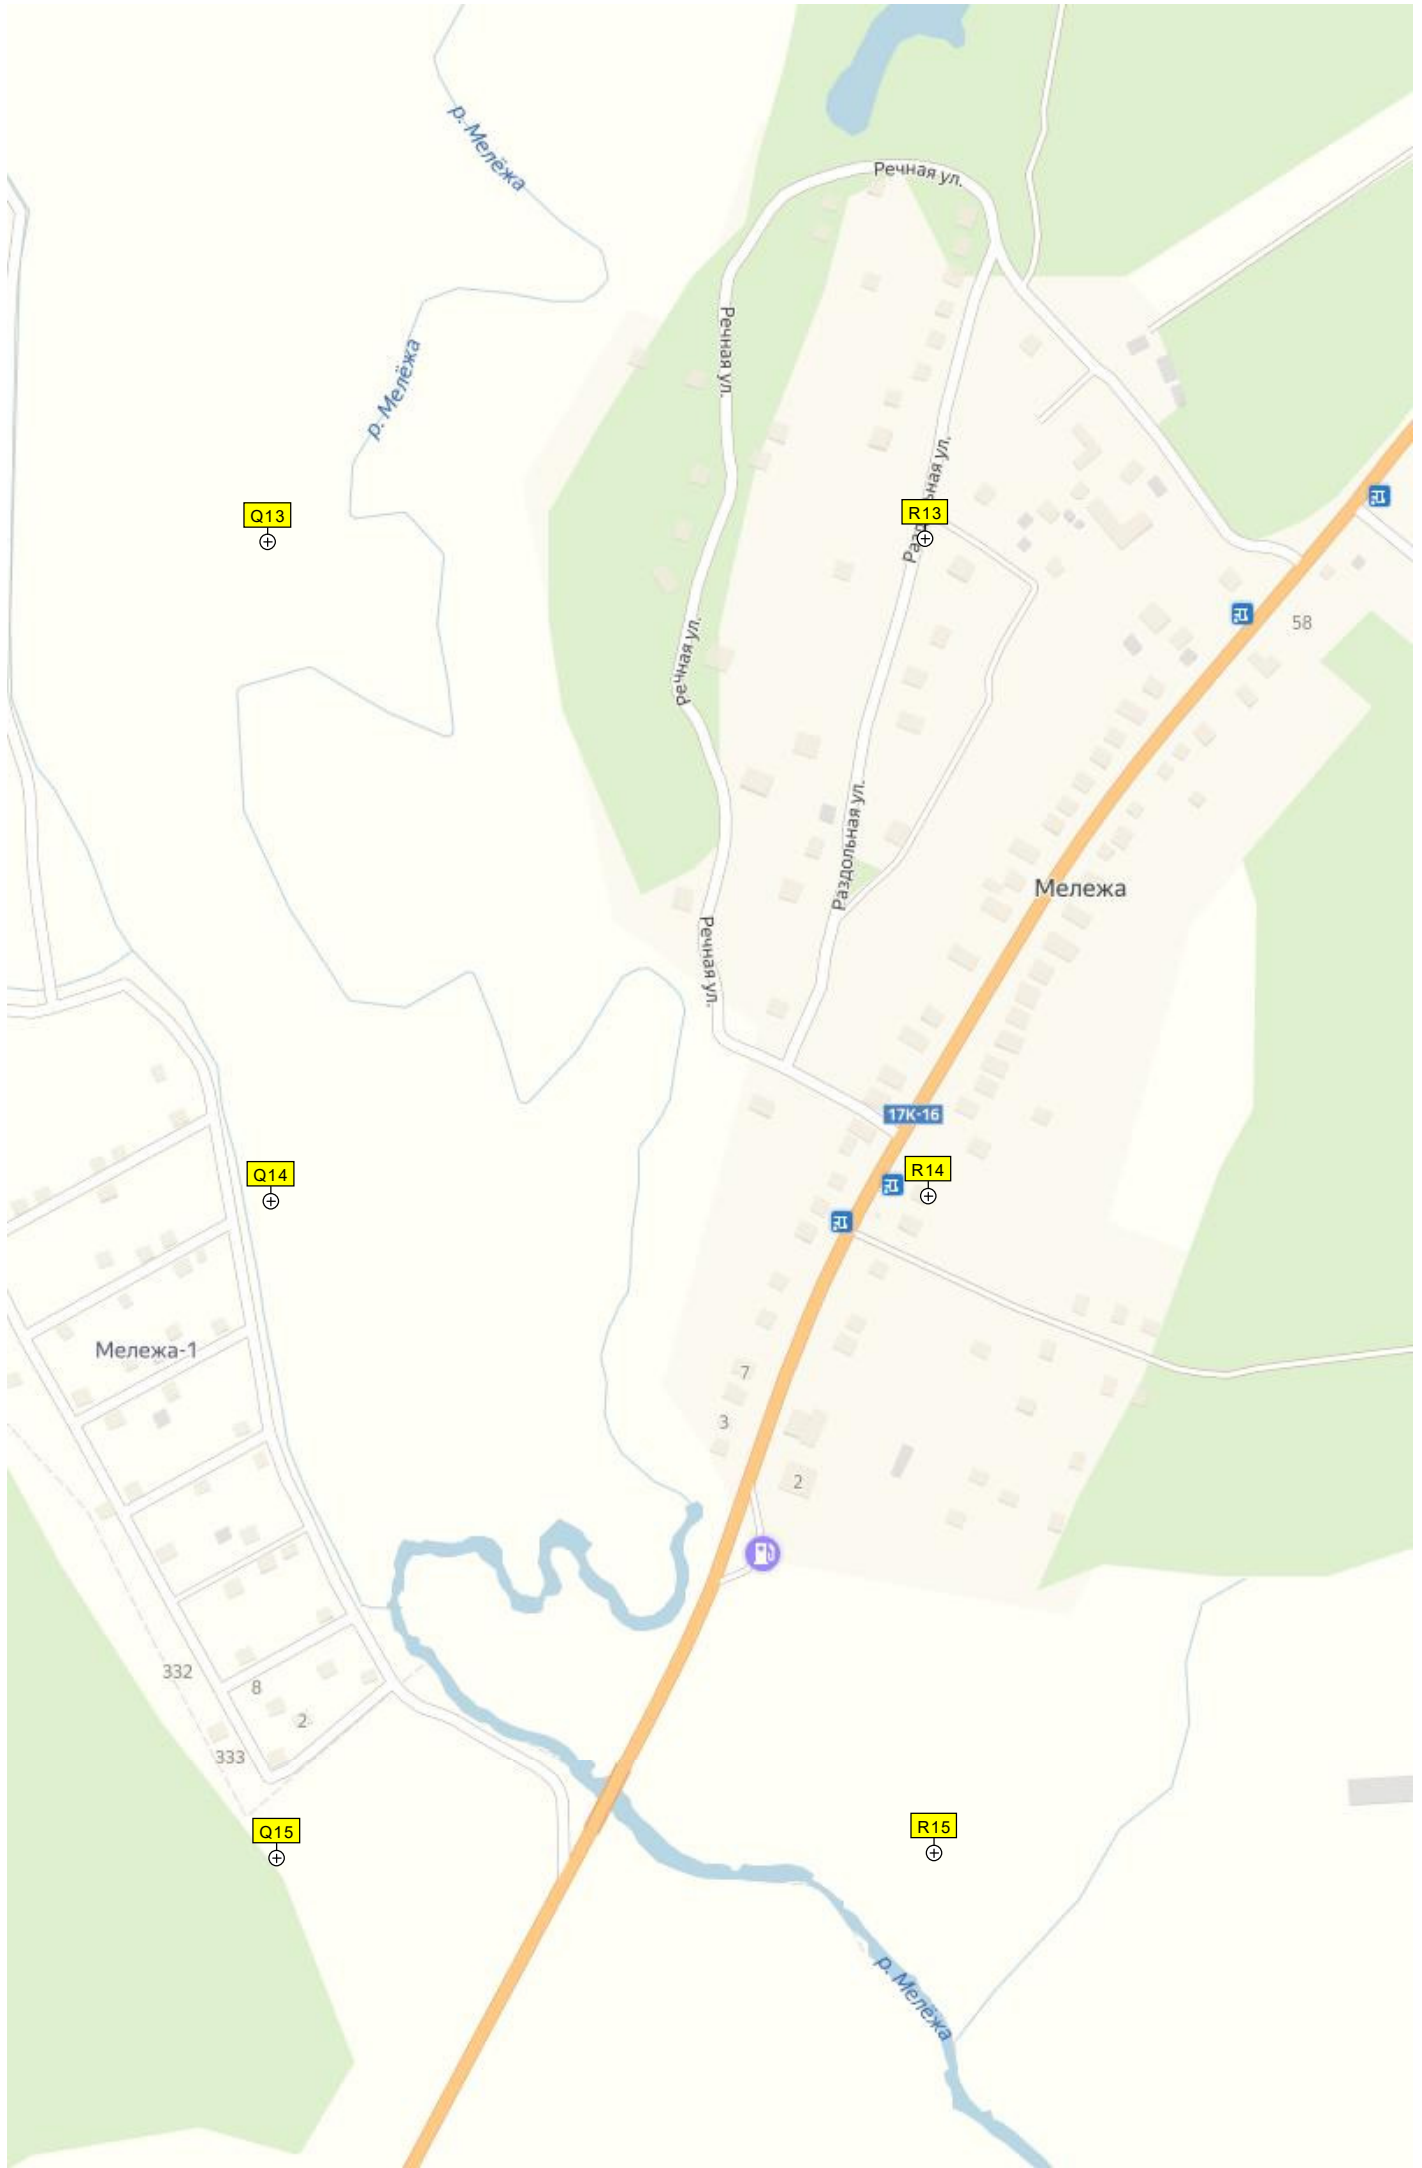 р. Мелёжа
Речная ул.
Речная ул.
р. Мелёжа
Раздольная ул.
Q13
R13
58
Речная ул.
Раздольная ул.
Мележа
Речная ул.
17К-16
Q14
R14
Мележа-1
7
3
2
332
8
2
333
Q15
R15
р. Мелёжа